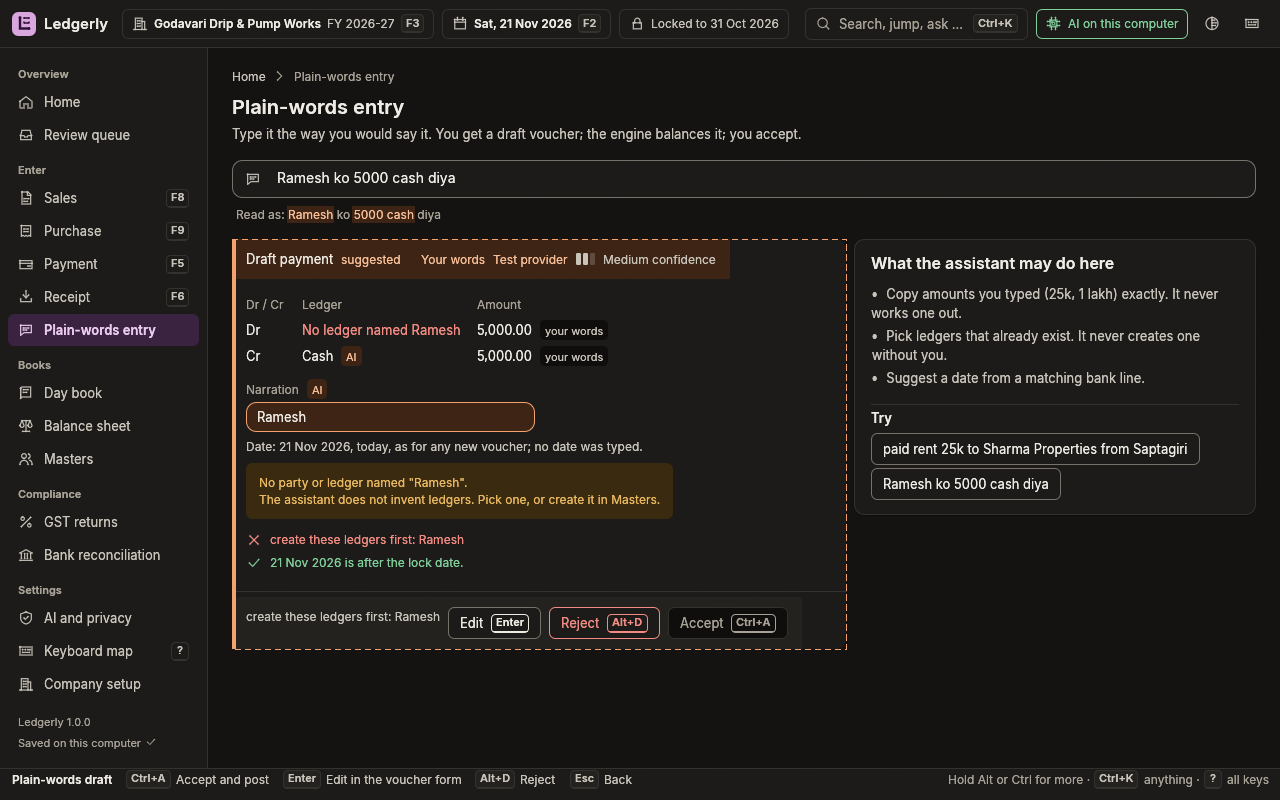 Ledgerly
Godavari Drip & Pump Works FY 2026-27 F3
Sat, 21 Nov 2026 F2
Locked to 31 Oct 2026
Search, jump, ask ... Ctrl+K
AI on this computer
Overview
Home
Review queue
Enter
Sales F8
Purchase F9
Payment F5
Receipt F6
Plain-words entry
Books
Day book
Balance sheet
Masters
Compliance
GST returns
Bank reconciliation
Settings
AI and privacy
Keyboard map ?
Company setup
Ledgerly 1.0.0
Saved on this computer
Home > Plain-words entry
Plain-words entry
Type it the way you would say it. You get a draft voucher; the engine balances it; you accept.
Ramesh ko 5000 cash diya
Read as: Ramesh ko 5000 cash diya
Draft payment suggested Your words Test provider Medium confidence
Dr / Cr Ledger Amount
Dr No ledger named Ramesh 5,000.00 your words
Cr Cash AI 5,000.00 your words
Narration AI
Ramesh
Date: 21 Nov 2026, today, as for any new voucher; no date was typed.
No party or ledger named "Ramesh".
The assistant does not invent ledgers. Pick one, or create it in Masters.
create these ledgers first: Ramesh
21 Nov 2026 is after the lock date.
create these ledgers first: Ramesh Edit Enter Reject Alt+D Accept Ctrl+A
What the assistant may do here
• Copy amounts you typed (25k, 1 lakh) exactly. It never
works one out.
• Pick ledgers that already exist. It never creates one
without you.
• Suggest a date from a matching bank line.
Try
paid rent 25k to Sharma Properties from Saptagiri
Ramesh ko 5000 cash diya
Plain-words draft Ctrl+A Accept and post Enter Edit in the voucher form Alt+D Reject Esc Back
Hold Alt or Ctrl for more · Ctrl+K anything · ? all keys